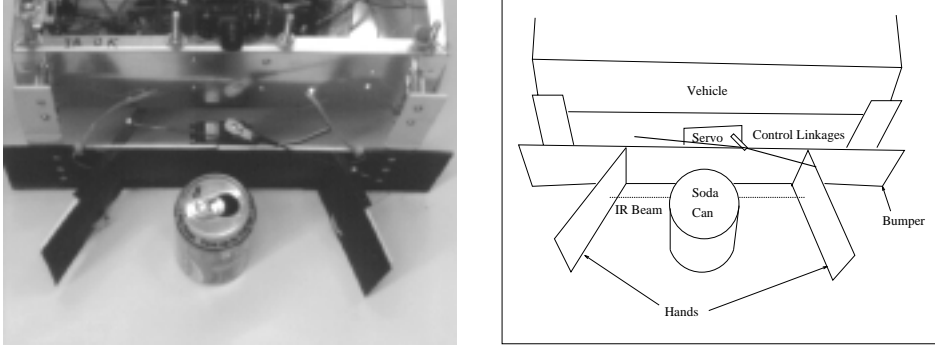 Vehicle
Servo
Control Linkages
Soda
Can
IR Beam
Bumper
Hands